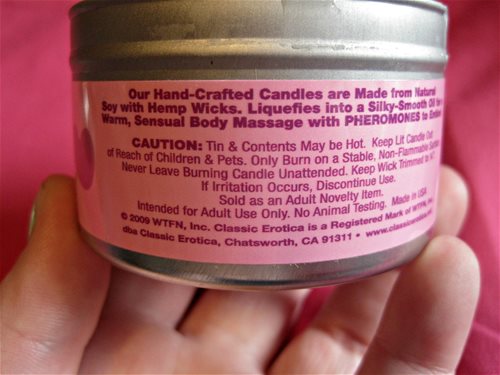 Our Hand-Crafted Candles are Made from Natural
Soy with Hemp Wicks. Liquefies into a Silky-Smooth Oil
Warm, Sensual Body Massage with PHEROMONES to
CAUTION: Tin & Contents May be Hot. Keep Lit Candle Out
of Reach of Children & Pets. Only Burn on a Stable, Non-Flammable
Never Leave Burning Candle Unattended. Keep Wick Trimmed to
If Irritation Occurs, Discontinue Use.
Sold as an Adult Novelty Item.
Intended for Adult Use Only. No Animal Testing. Made in USA
© 2009 WTFN, Inc. Classic Erotica is a Registered Mark of WTFN, Inc.
dba Classic Erotica, Chatsworth, CA 91311 •